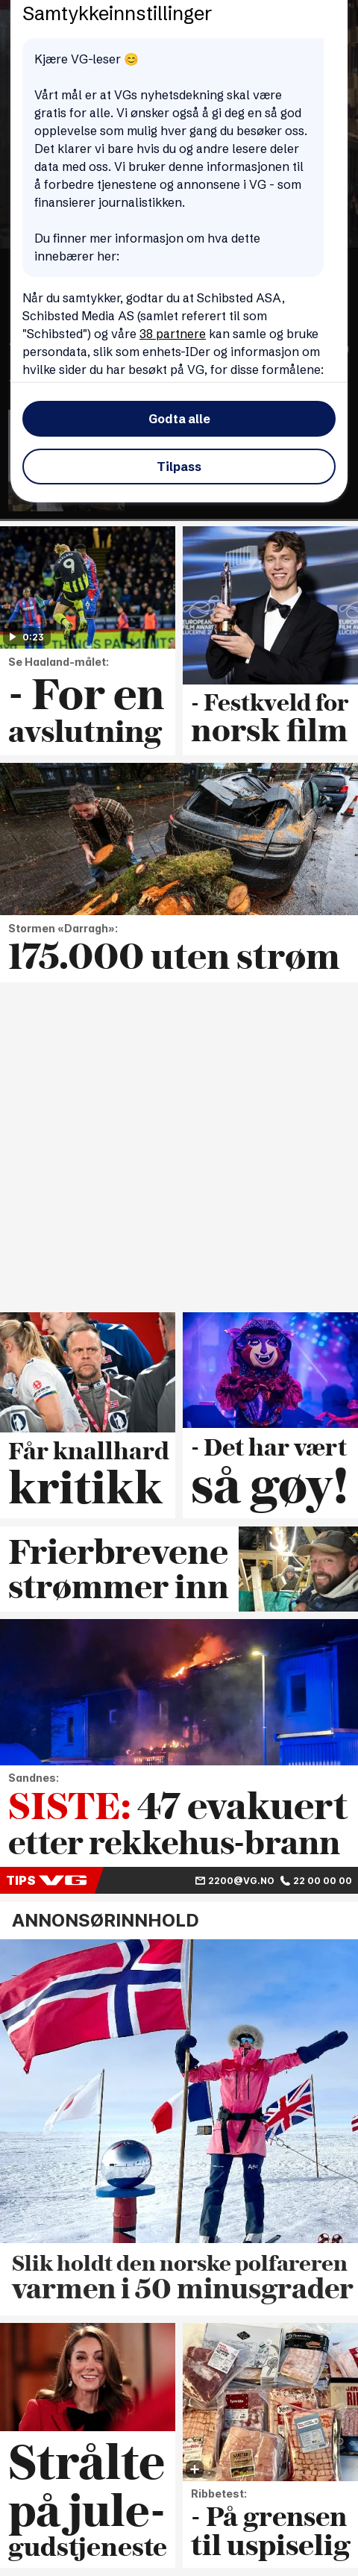 Samtykkeinnstillinger
Kjære VG-leser 😊
Vårt mål er at VGs nyhetsdekning skal være
gratis for alle. Vi ønsker også å gi deg en så god
opplevelse som mulig hver gang du besøker oss.
Det klarer vi bare hvis du og andre lesere deler
data med oss. Vi bruker denne informasjonen til
å forbedre tjenestene og annonsene i VG - som
finansierer journalistikken.
Du finner mer informasjon om hva dette
innebærer her:
Når du samtykker, godtar du at Schibsted ASA,
Schibsted Media AS (samlet referert til som
"Schibsted") og våre 38 partnere kan samle og bruke
persondata, slik som enhets-IDer og informasjon om
hvilke sider du har besøkt på VG, for disse formålene:
Godta alle
Tilpass
9
0:23
Se Haaland-målet:
- For en
avslutning
EUROPEAN
FILM AWARDS
LUCERNE
- Festkveld for
norsk film
Stormen «Darragh»:
175.000 uten strøm
Får knallhard
kritikk
- Det har vært
så gøy!
Frierbrevene
strømmer inn
Sandnes:
SISTE: 47 evakuert
etter rekkehus-brann
TIPS VG
2200@VG.NO 22 00 00 00
ANNONSØRINNHOLD
Slik holdt den norske polfareren
varmen i 50 minusgrader
Strålte
på jule-
gudstjeneste
Ribbetest:
- På grensen
til uspiselig